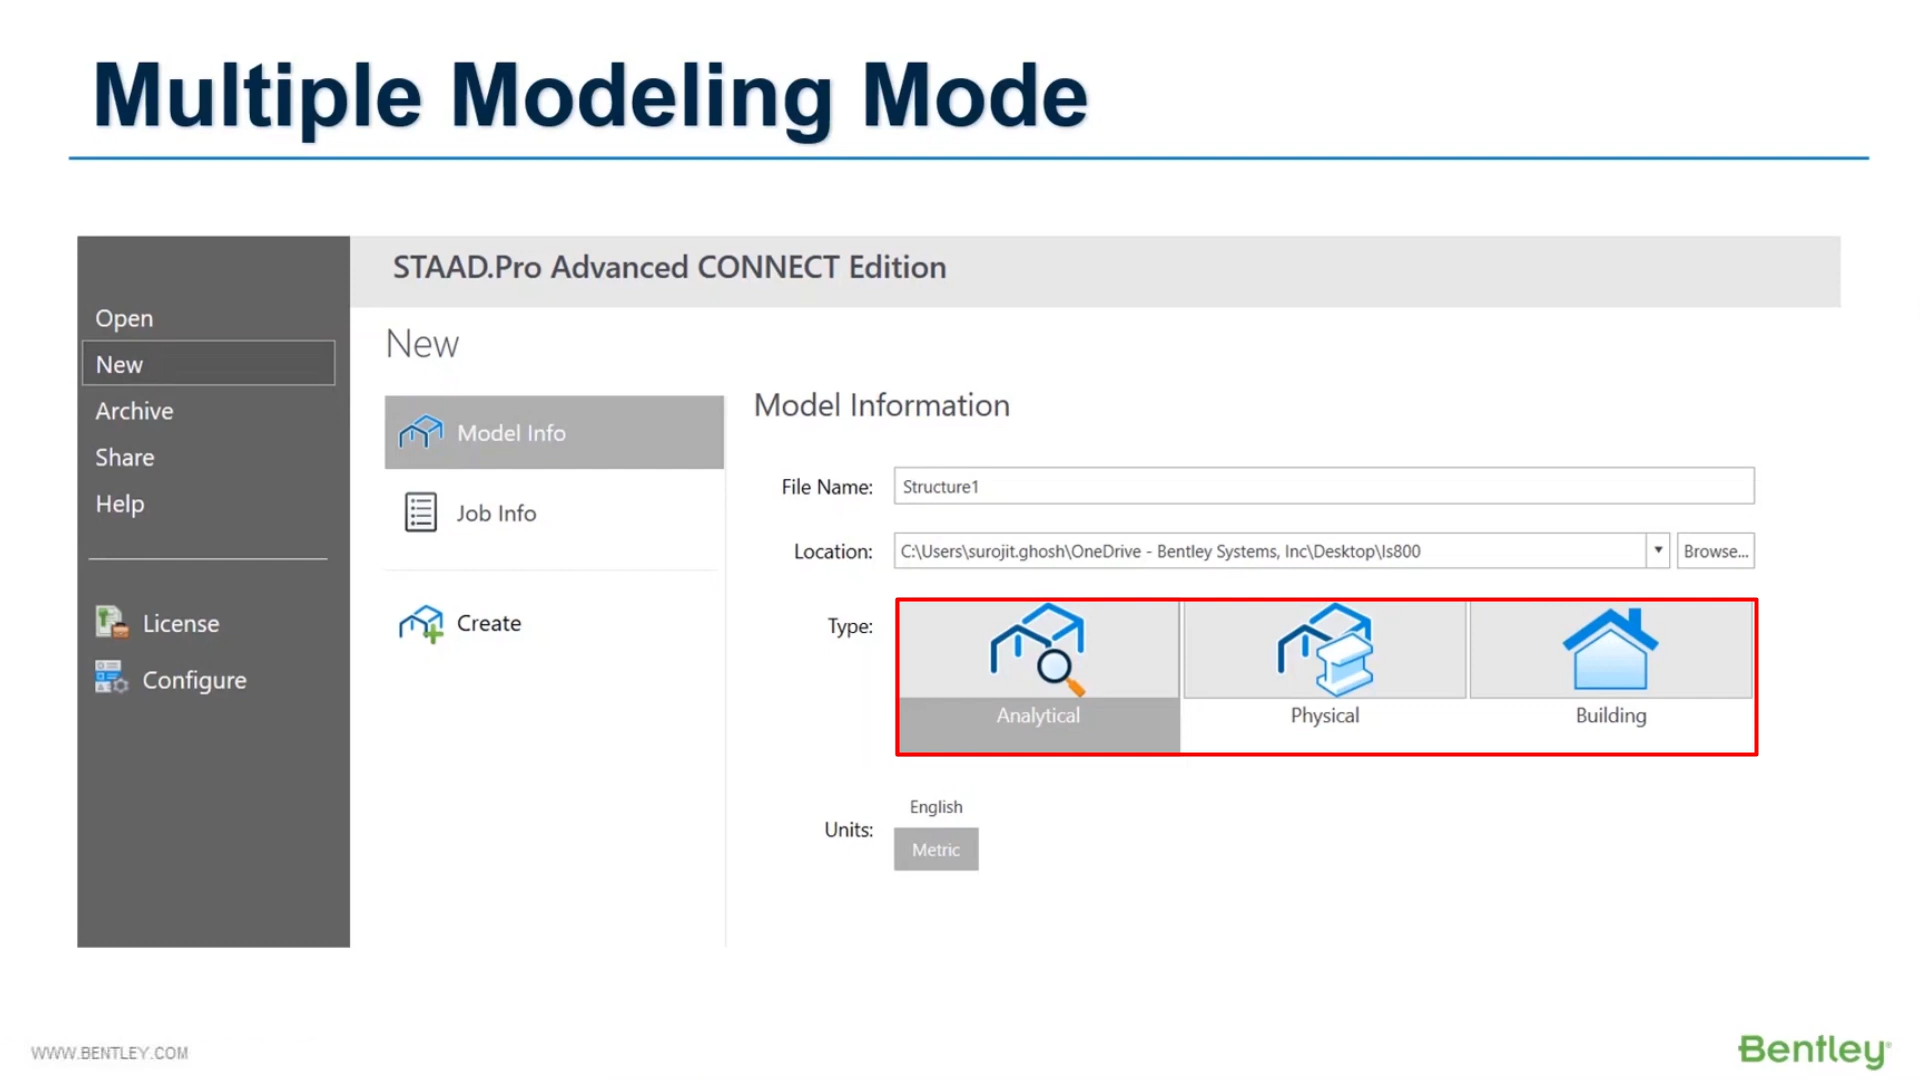 Multiple Modeling Mode
STAAD.Pro Advanced CONNECT Edition
Open
New
Archive
Share
Help
License
Configure
New
Model Info
Job Info
Create
Model Information
File Name: Structure1
Location: C:\Users\surojit.ghosh\OneDrive - Bentley Systems, Inc\Desktop\Is800 Browse...
Type:
Analytical Physical Building
Units:
English
Metric
WWW.BENTLEY.COM
Bentley®